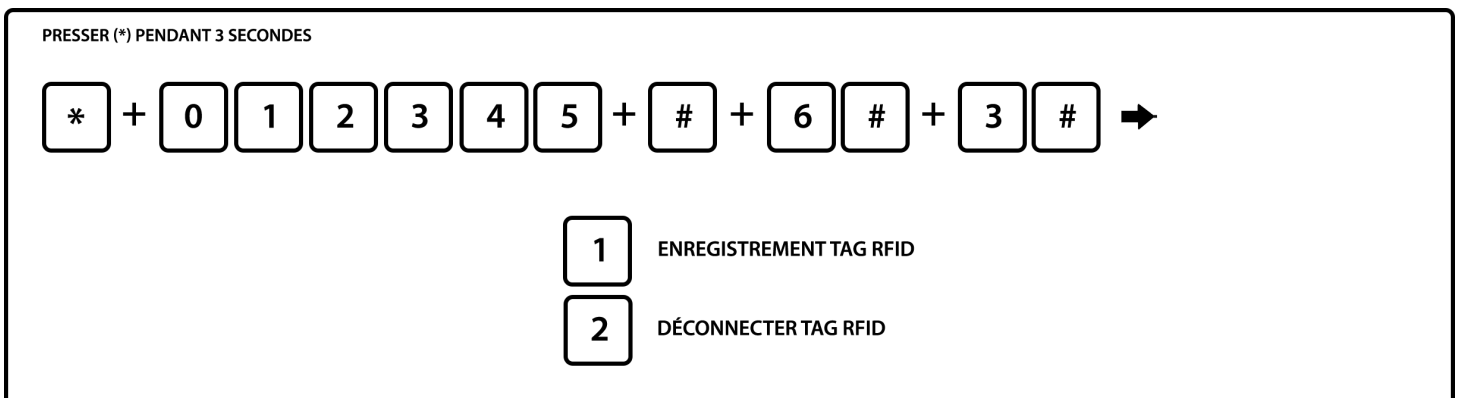 PRESSER (*) PENDANT 3 SECONDES
* + 0 1 2 3 4 5 + # + 6 # + 3 #
1 ENREGISTREMENT TAG RFID
2 DÉCONNECTER TAG RFID